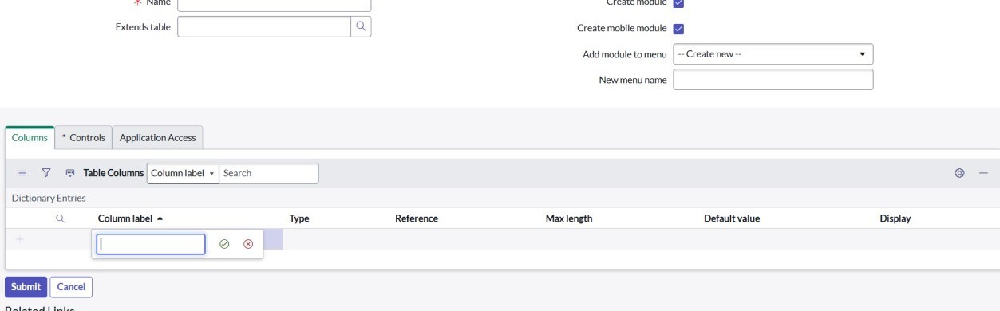 * Name
Create module
Extends table
Create mobile module
Add module to menu
-- Create new --
New menu name
Columns
* Controls
Application Access
Table Columns
Column label
Search
Dictionary Entries
Column label
Type
Reference
Max length
Default value
Display
Submit
Cancel
Related Links